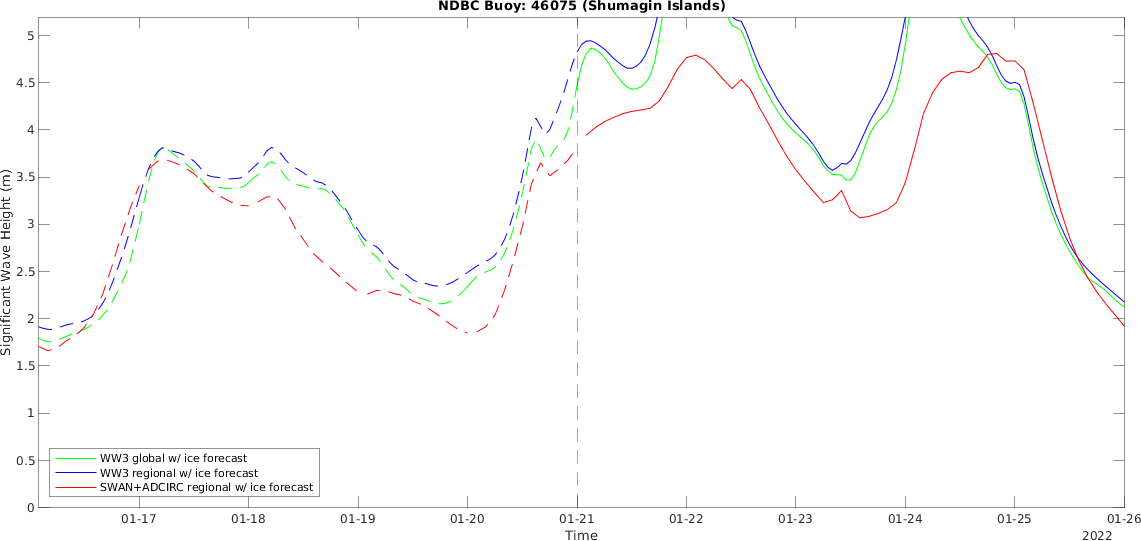 NDBC Buoy: 46075 (Shumagin Islands)
Significant Wave Height (m)
5
4.5
4
3.5
3
2.5
2
1.5
1
0.5
0
WW3 global w/ ice forecast
WW3 regional w/ ice forecast
SWAN+ADCIRC regional w/ ice forecast
01-17 01-18 01-19 01-20 01-21 01-22 01-23 01-24 01-25 01-26
Time
2022